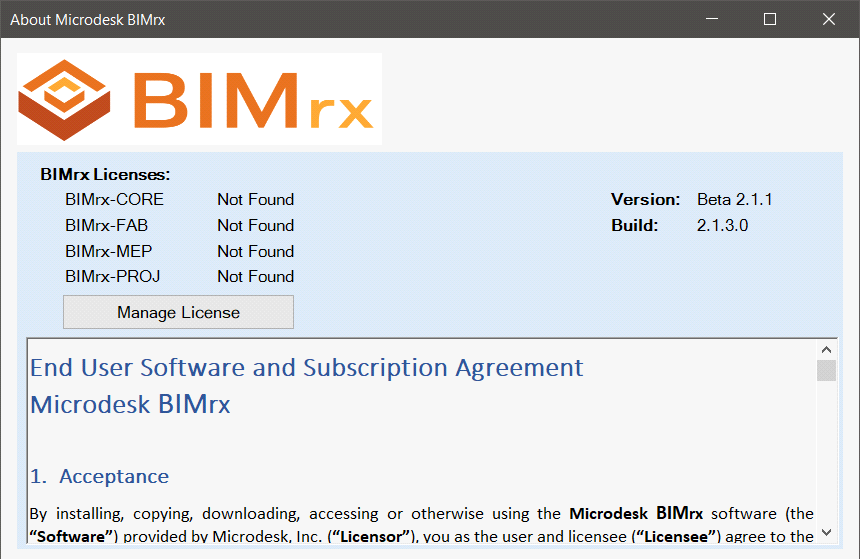 About Microdesk BIMrx
BIMrx
BIMrx Licenses:
BIMrx-CORE Not Found Version: Beta 2.1.1
BIMrx-FAB Not Found Build: 2.1.3.0
BIMrx-MEP Not Found
BIMrx-PROJ Not Found
Manage License
End User Software and Subscription Agreement
Microdesk BIMrx
1. Acceptance
By installing, copying, downloading, accessing or otherwise using the Microdesk BIMrx software (the
“Software”) provided by Microdesk, Inc. (“Licensor”), you as the user and licensee (“Licensee”) agree to the